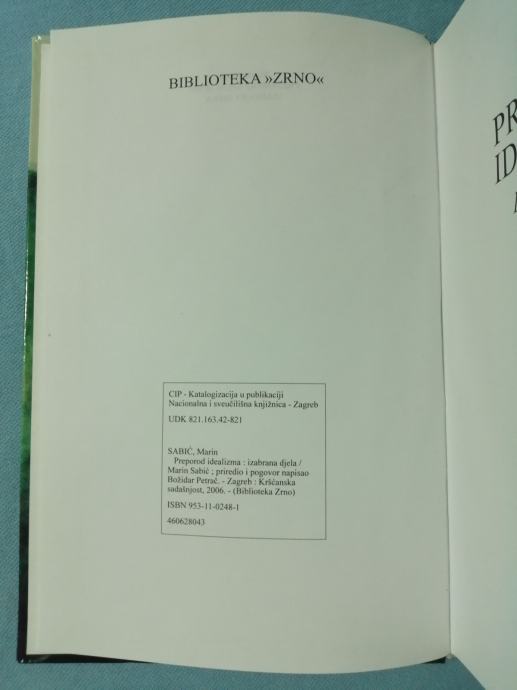 BIBLIOTEKA »ZRNO«
PR
ID
CIP - Katalogizacija u publikaciji
Nacionalna i sveučilišna knjižnica - Zagreb
UDK 821.163.42-821
SABIĆ, Marin
Preporod idealizma : izabrana djela /
Marin Sabić ; priredio i pogovor napisao
Božidar Petrač. - Zagreb : Kršćanska
sadašnjost, 2006. - (Biblioteka Zrno)
ISBN 953-11-0248-1
460628043